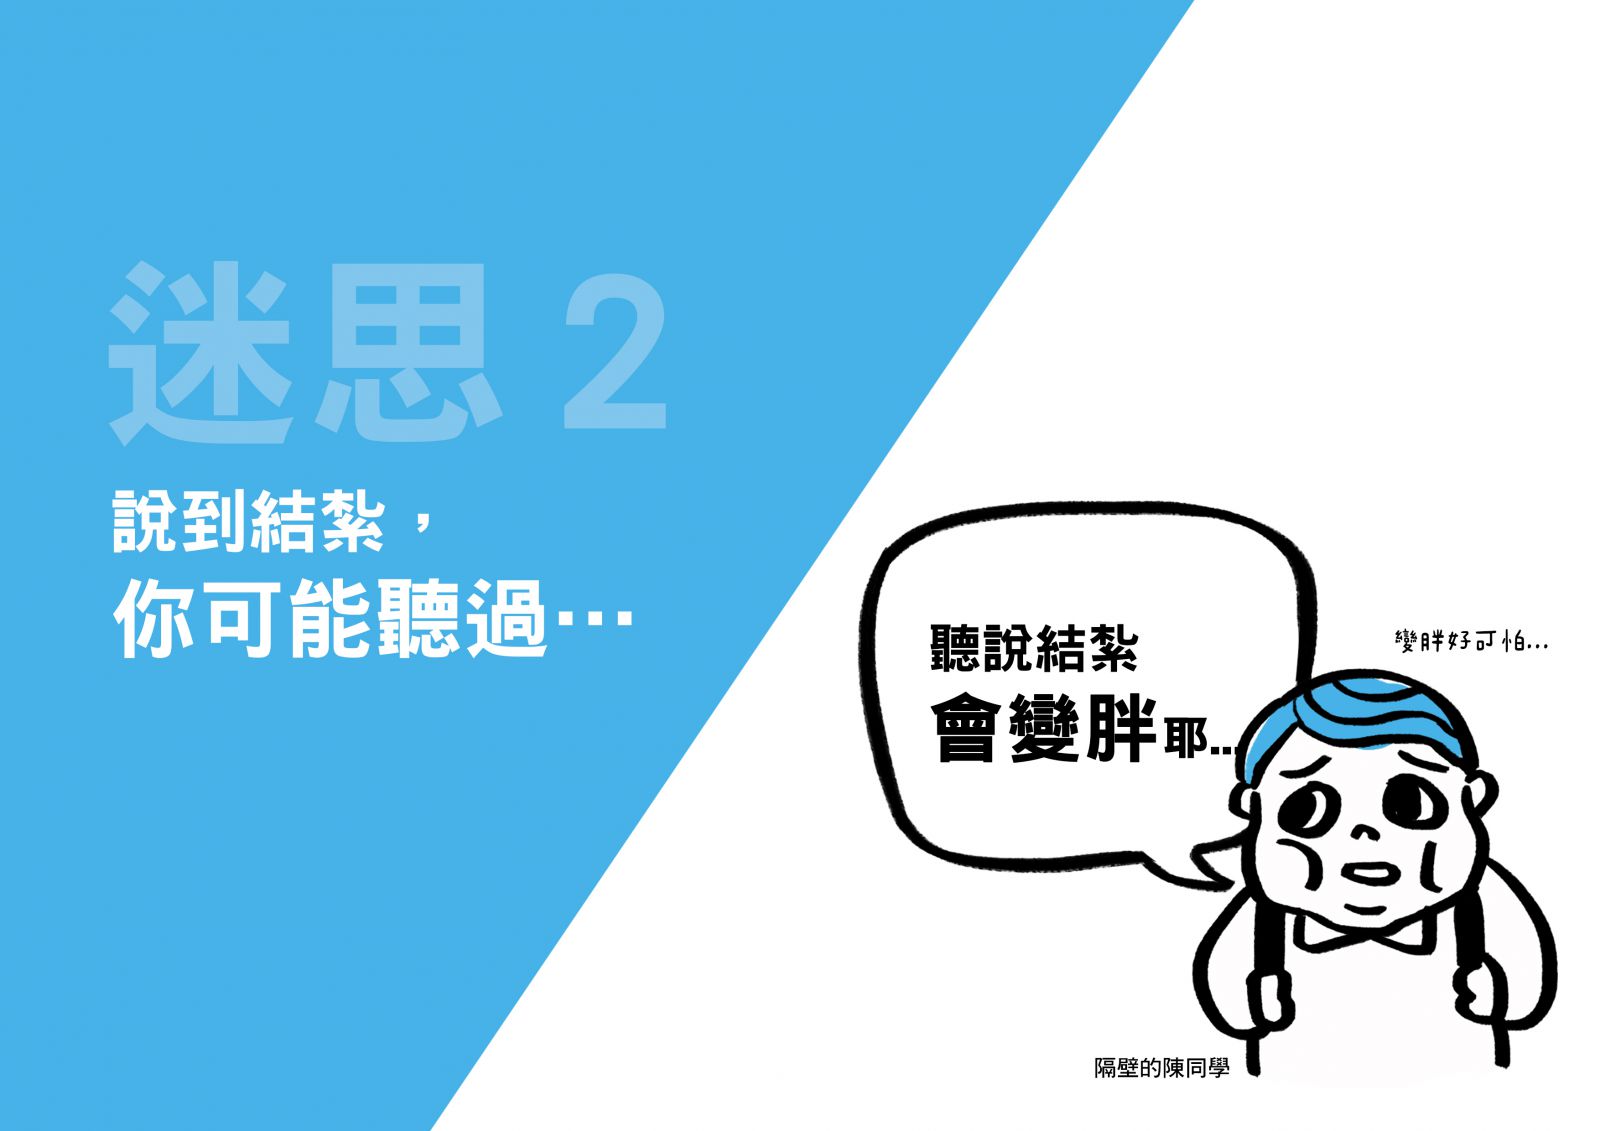 迷思2
說到結紮，
你可能聽過…
聽說結紮
會變胖耶...
變胖好可怕...
隔壁的陳同學